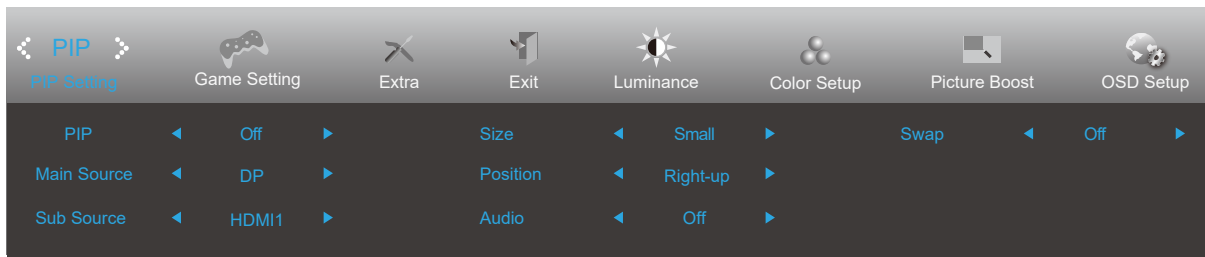 PIP
PIP Setting Game Setting Extra Exit Luminance Color Setup Picture Boost OSD Setup
PIP Off Size Small Swap Off
Main Source DP Position Right-up
Sub Source HDMI1 Audio Off